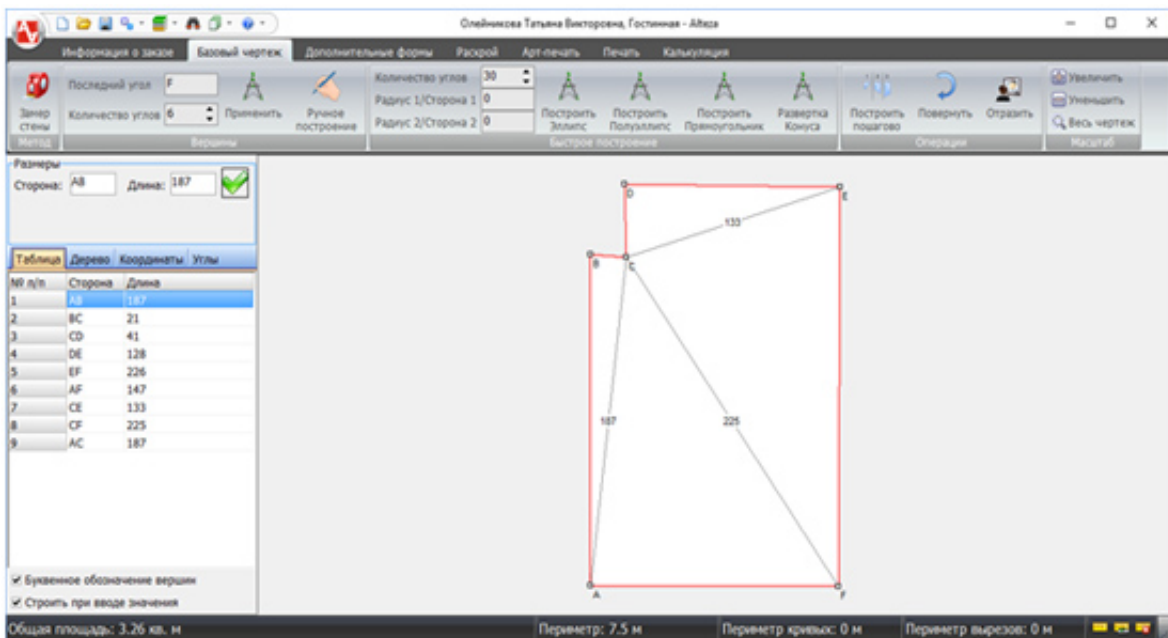 Олейникова Татьяна Викторовна, Гостинная - Alteza
Информация о заказе Базовый чертеж Дополнительные формы Раскрой Арт-печать Печать Калькуляция
Замер стены
Метод
Последний угол F
Количество углов 6
Применить
Ручное построение
Вершины
Количество углов 30
Радиус 1/Сторона 1 0
Радиус 2/Сторона 2 0
Построить Эллипс
Построить Полуэллипс
Построить Прямоугольник
Развертка Конуса
Быстрое построение
Построить пошагово
Повернуть
Отразить
Операции
Увеличить
Уменьшить
Весь чертеж
Масштаб
Размеры
Сторона: AB Длина: 187
Таблица Дерево Координаты Углы
№ п/п Сторона Длина
1 AB 187
2 BC 21
3 CD 41
4 DE 128
5 EF 226
6 AF 147
7 CE 133
8 CF 225
9 AC 187
D
E
133
B
C
187
225
A
F
Буквенное обозначение вершин
Строить при вводе значения
Общая площадь: 3.26 кв. м Периметр: 7.5 м Периметр кривых: 0 м Периметр вырезов: 0 м